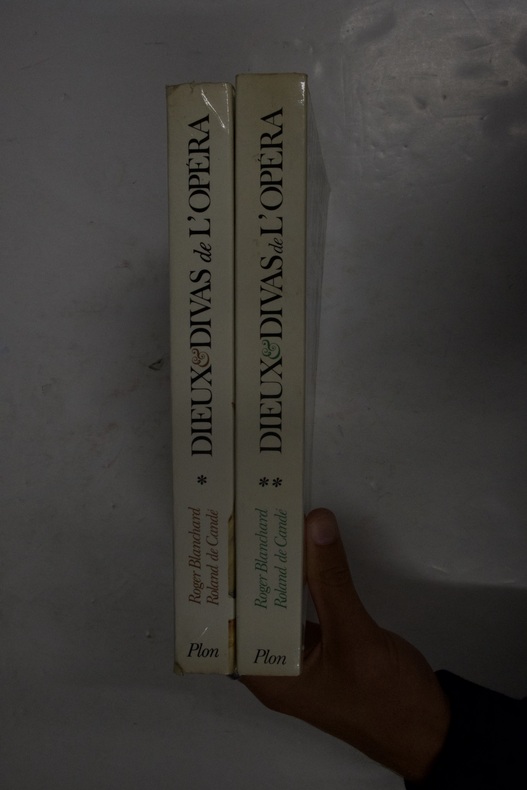 DIEUX & DIVAS de L'OPÉRA
*
Roger Blanchard
Roland de Candé
Plon
DIEUX & DIVAS de L'OPÉRA
**
Roger Blanchard
Roland de Candé
Plon